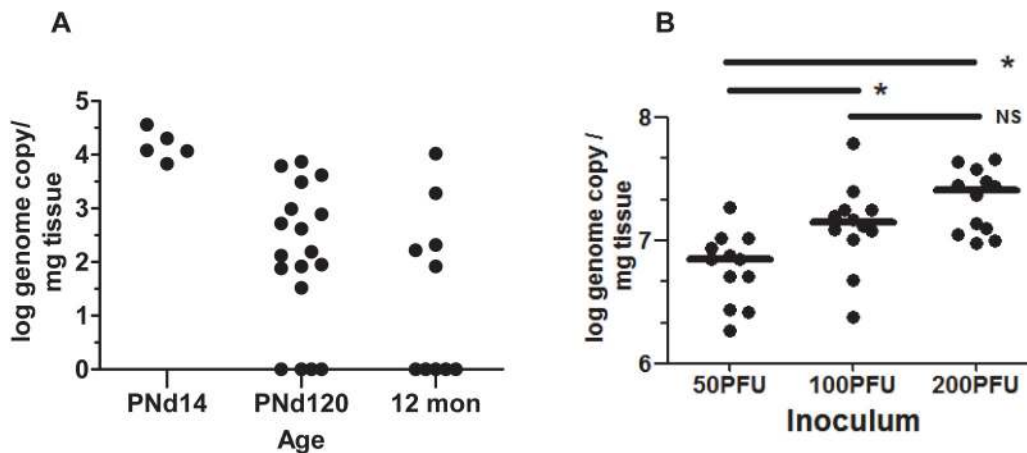 A
log genome copy/
mg tissue
5
4
3
2
1
0
PNd14 PNd120 12 mon
Age
B
*
*
NS
log genome copy /
mg tissue
8
7
6
50PFU 100PFU 200PFU
Inoculum